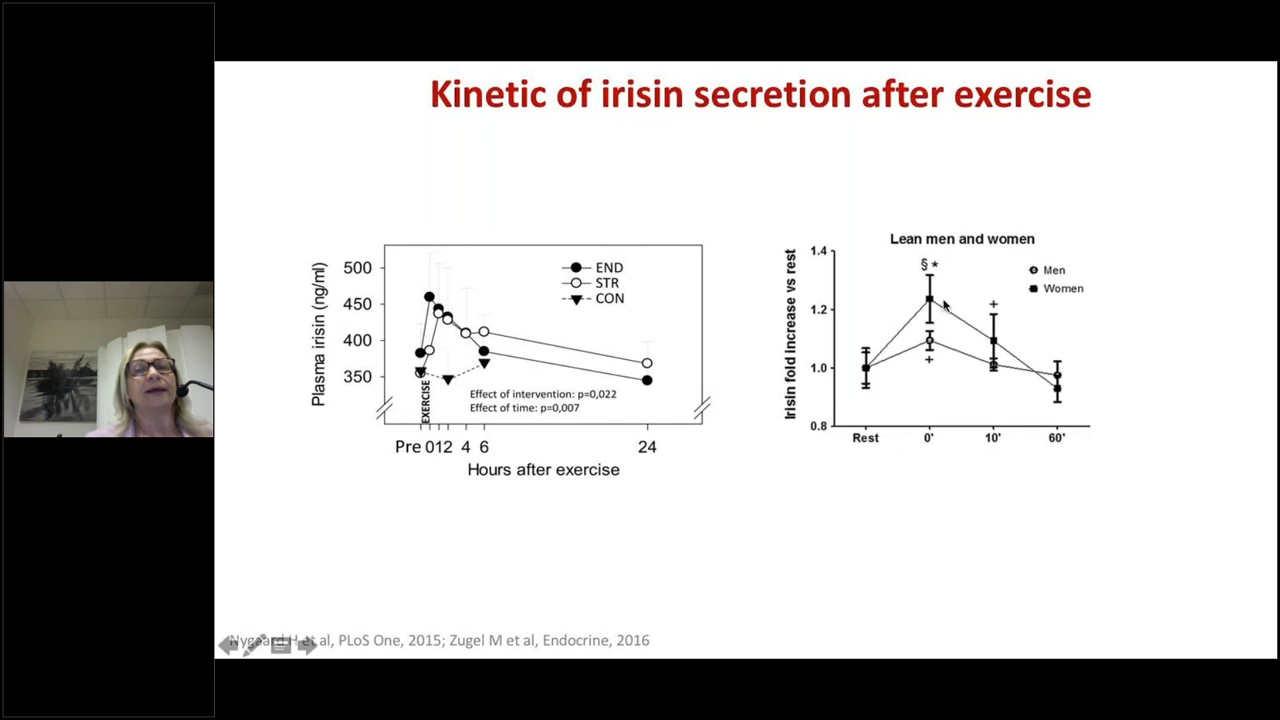 Kinetic of irisin secretion after exercise
Plasma irisin (ng/ml)
500
450
400
350
END
STR
CON
EXERCISE
Effect of intervention: p=0,022
Effect of time: p=0,007
Pre 0 1 2 4 6 24
Hours after exercise
Lean men and women
Irisin fold increase vs rest
1.4
1.2
1.0
0.8
§ *
+
+
Men
Women
Rest 0' 10' 60'
Nygaard H et al, PLoS One, 2015; Zugel M et al, Endocrine, 2016